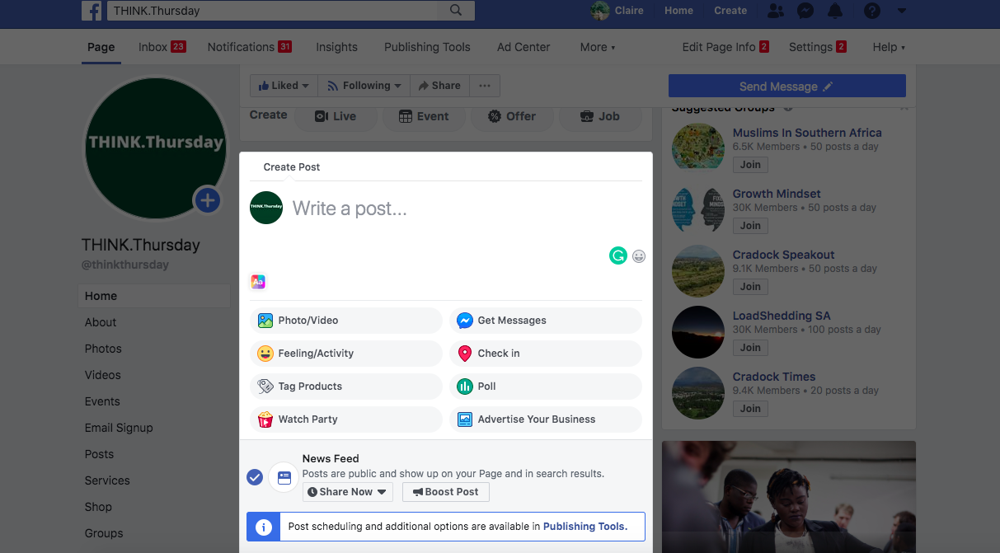 THINK.Thursday
Claire Home Create
Page Inbox 23 Notifications 31 Insights Publishing Tools Ad Center More Edit Page Info 2 Settings 2 Help
Liked Following Share ... Send Message
Create Live Event Offer Job
THINK.Thursday
THINK.Thursday
@thinkthursday
Home
About
Photos
Videos
Events
Email Signup
Posts
Services
Shop
Groups
Create Post
THINK.Thursday
Write a post...
Aa
Photo/Video Get Messages
Feeling/Activity Check in
Tag Products Poll
Watch Party Advertise Your Business
News Feed
Posts are public and show up on your Page and in search results.
Share Now Boost Post
Post scheduling and additional options are available in Publishing Tools.
Suggested Groups
Muslims In Southern Africa
6.5K Members • 50 posts a day
Join
Growth Mindset
30K Members • 50 posts a day
Join
Cradock Speakout
9.1K Members • 50 posts a day
Join
LoadShedding SA
30K Members • 100 posts a day
Join
Cradock Times
9.4K Members • 20 posts a day
Join